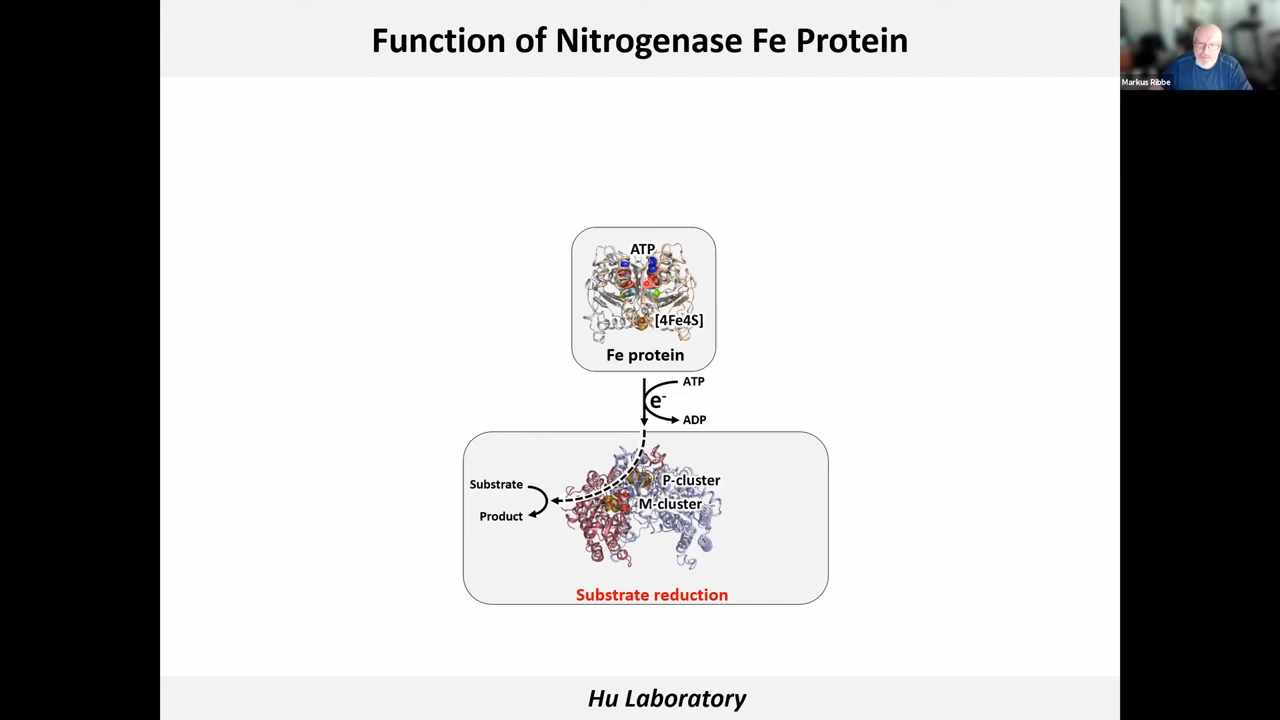 Function of Nitrogenase Fe Protein
Markus Ribbe
ATP
[4Fe4S]
Fe protein
ATP
e-
ADP
Substrate
P-cluster
M-cluster
Product
Substrate reduction
Hu Laboratory